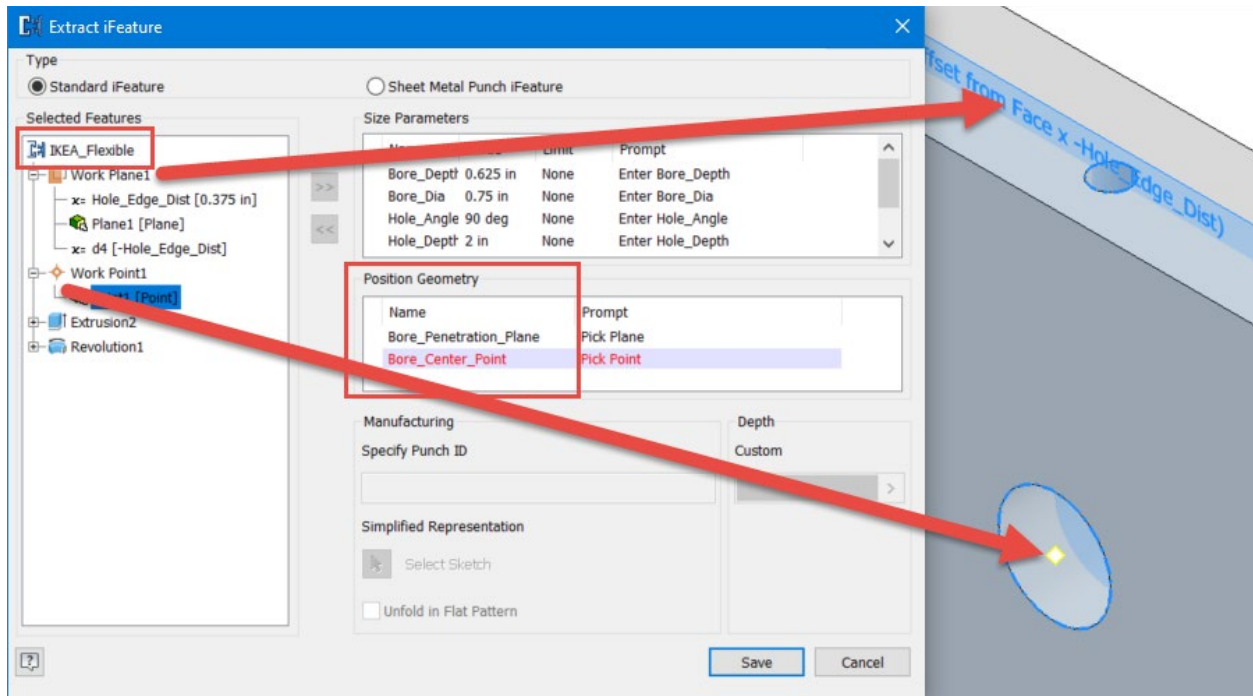 Extract iFeature
Type
Standard iFeature
Sheet Metal Punch iFeature
Selected Features
IKEA_Flexible
Work Plane1
x= Hole_Edge_Dist [0.375 in]
Plane1 [Plane]
x= d4 [-Hole_Edge_Dist]
Work Point1
[Point]
Extrusion2
Revolution1
>>
<<
Size Parameters
Limit Prompt
Bore_Depth 0.625 in None Enter Bore_Depth
Bore_Dia 0.75 in None Enter Bore_Dia
Hole_Angle 90 deg None Enter Hole_Angle
Hole_Depth 2 in None Enter Hole_Depth
Position Geometry
Name Prompt
Bore_Penetration_Plane Pick Plane
Bore_Center_Point Pick Point
Manufacturing
Specify Punch ID
Depth
Custom
>
Simplified Representation
Select Sketch
Unfold in Flat Pattern
?
Save
Cancel
ffset from Face x -Hole_Edge_Dist)